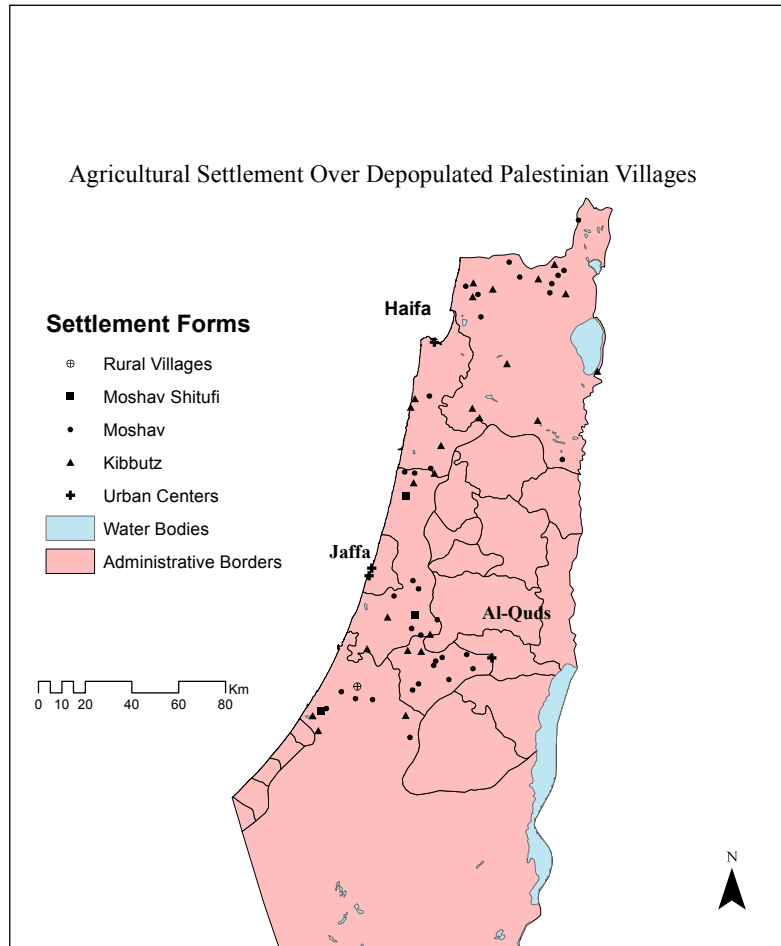 Agricultural Settlement Over Depopulated Palestinian Villages
Haifa
Settlement Forms
Rural Villages
Moshav Shitufi
Moshav
Kibbutz
Urban Centers
Water Bodies
Administrative Borders
Jaffa
Al-Quds
Km
0 10 20 40 60 80
N